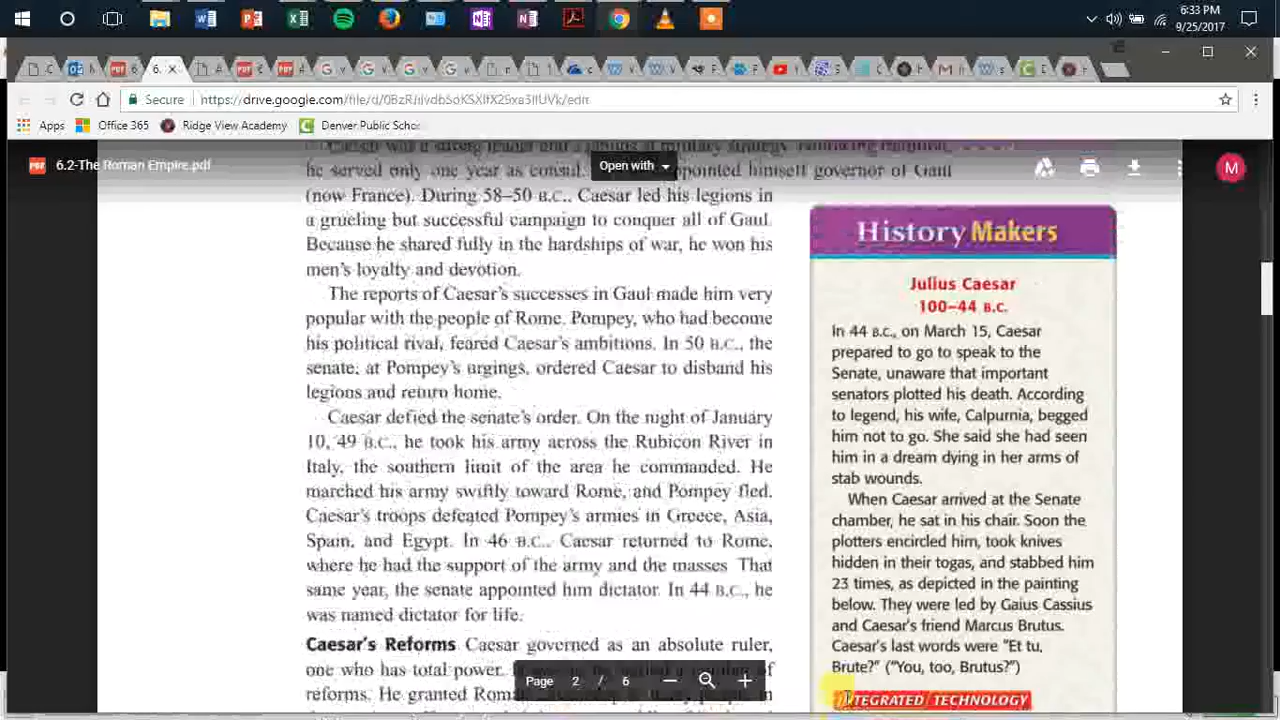 6:33 PM
9/25/2017
6.
Secure
https://drive.google.com/file/d/
/edit
Apps
Office 365
Ridge View Academy
Denver Public Scho
6.2-The Roman Empire.pdf
Open with
M
he served only one year as consul. appointed himself governor of Gaul
(now France). During 58–50 B.C., Caesar led his legions in
a grueling but successful campaign to conquer all of Gaul.
Because he shared fully in the hardships of war, he won his
men's loyalty and devotion.
The reports of Caesar's successes in Gaul made him very
popular with the people of Rome. Pompey, who had become
his political rival, feared Caesar's ambitions. In 50 B.C., the
senate, at Pompey's urgings, ordered Caesar to disband his
legions and return home.
Caesar defied the senate's order. On the night of January
10, 49 B.C., he took his army across the Rubicon River in
Italy, the southern limit of the area he commanded. He
marched his army swiftly toward Rome, and Pompey fled.
Caesar's troops defeated Pompey's armies in Greece, Asia,
Spain, and Egypt. In 46 B.C., Caesar returned to Rome,
where he had the support of the army and the masses. That
same year, the senate appointed him dictator. In 44 B.C., he
was named dictator for life.
Caesar's Reforms Caesar governed as an absolute ruler,
one who has total power. of
reforms. He granted Roman in
Page 2 / 6
History Makers
Julius Caesar
100–44 B.C.
In 44 B.C., on March 15, Caesar
prepared to go to speak to the
Senate, unaware that important
senators plotted his death. According
to legend, his wife, Calpurnia, begged
him not to go. She said she had seen
him in a dream dying in her arms of
stab wounds.
When Caesar arrived at the Senate
chamber, he sat in his chair. Soon the
plotters encircled him, took knives
hidden in their togas, and stabbed him
23 times, as depicted in the painting
below. They were led by Gaius Cassius
and Caesar's friend Marcus Brutus.
Caesar's last words were "Et tu,
Brute?" ("You, too, Brutus?")
INTEGRATED TECHNOLOGY